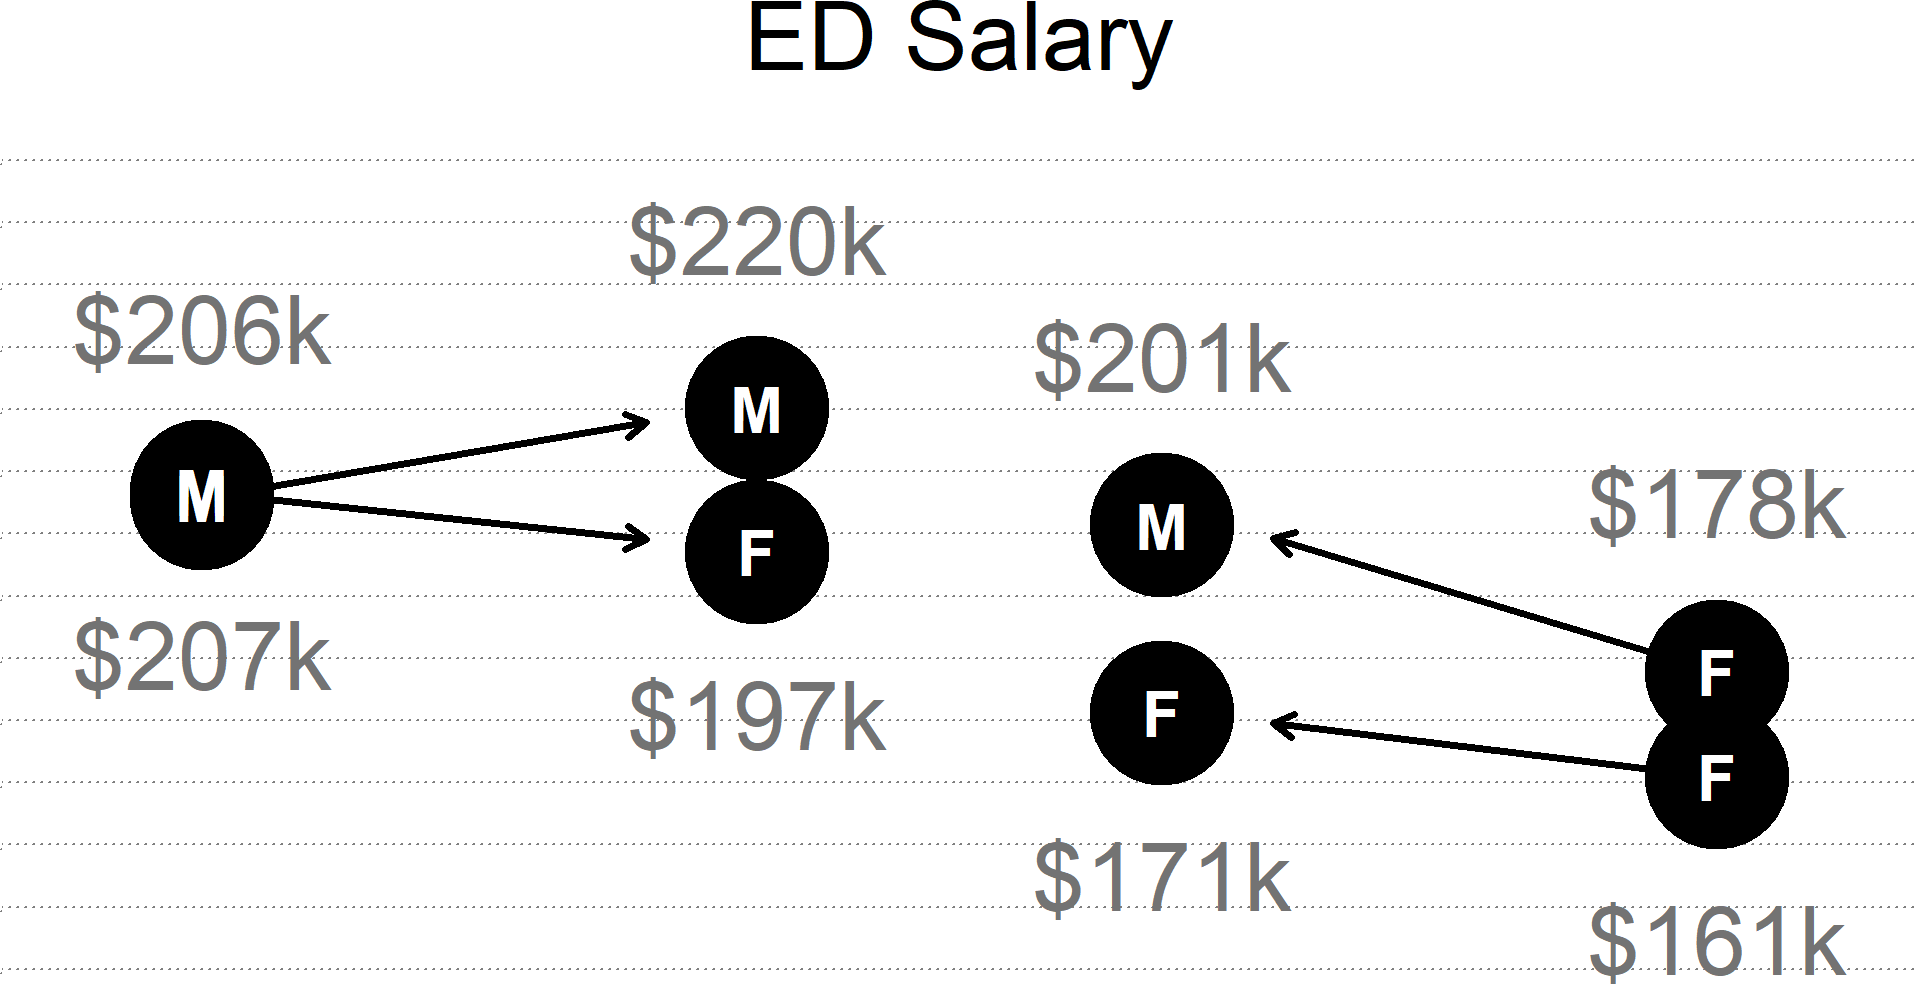 ED Salary
$220k
$206k
$201k
M
$178k
M
M
F
$207k
F
F
$197k
F
$171k
$161k